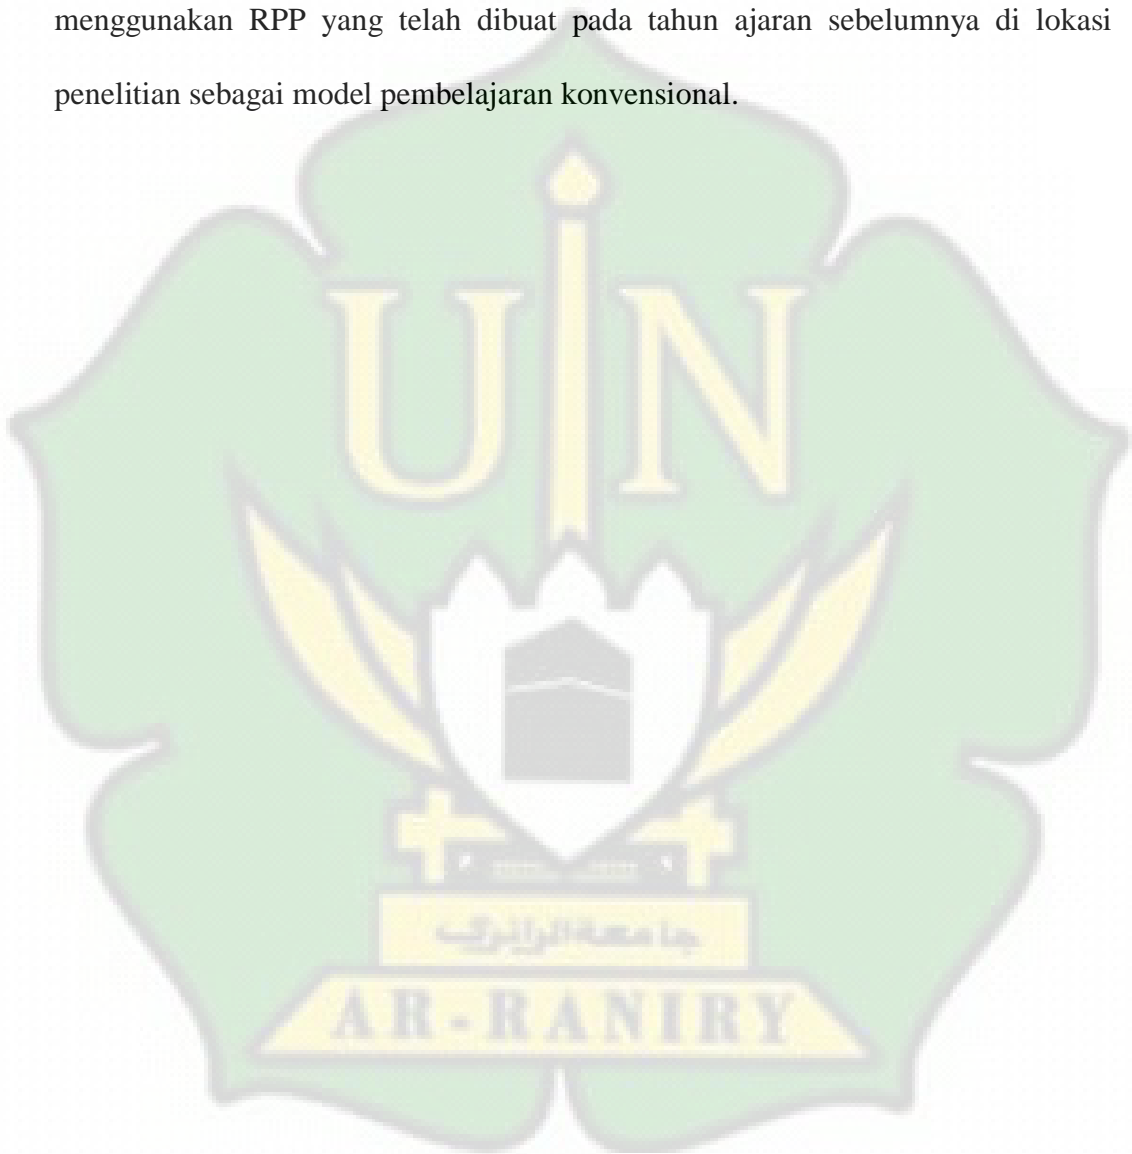 menggunakan RPP yang telah dibuat pada tahun ajaran sebelumnya di lokasi
penelitian sebagai model pembelajaran konvensional.
UIN
جامعة الرانري
AR-RANIRY